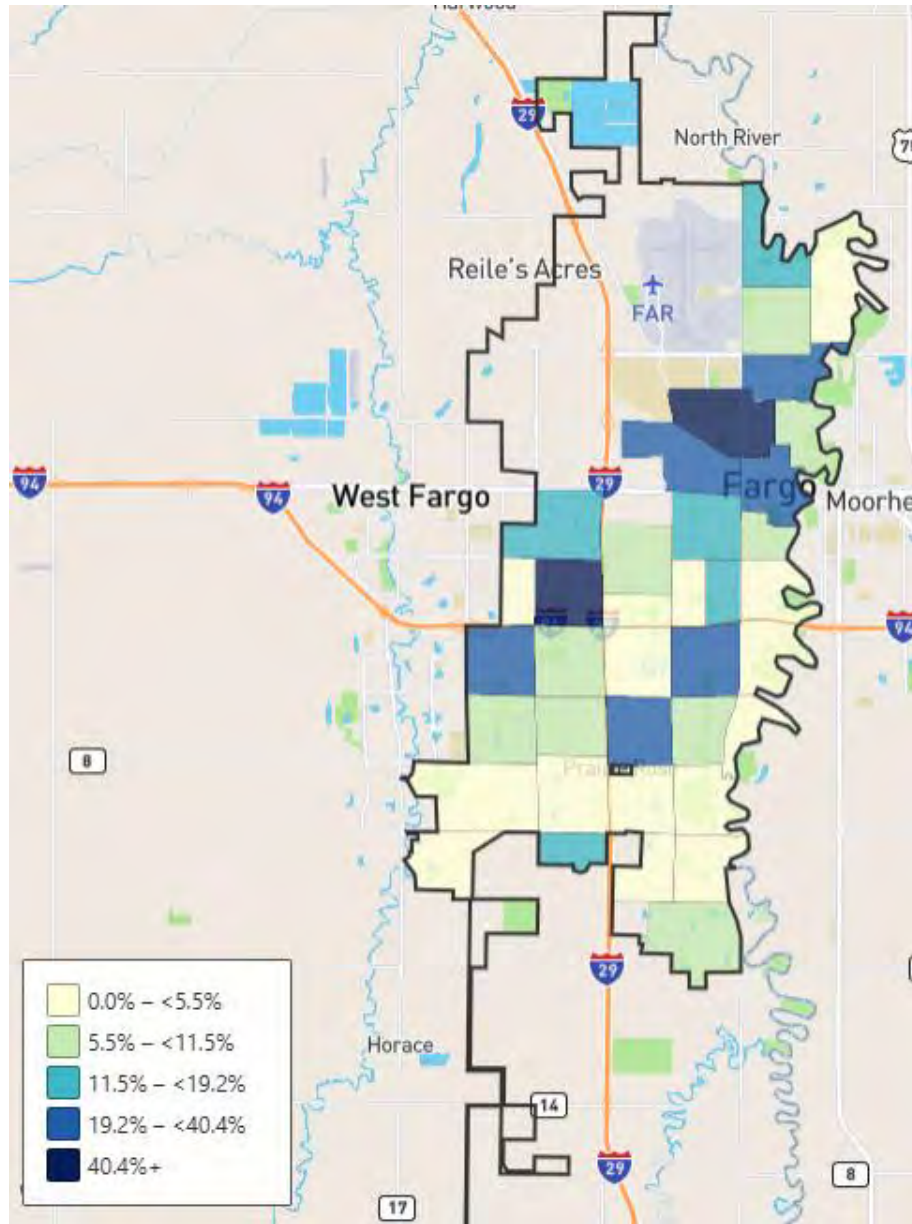 29
North River
Reile's Acres
FAR
94
94
West Fargo
29
Fargo
Moorhe
94
8
Prairie Rose
29
Horace
14
29
8
17
0.0% – <5.5%
5.5% – <11.5%
11.5% – <19.2%
19.2% – <40.4%
40.4%+